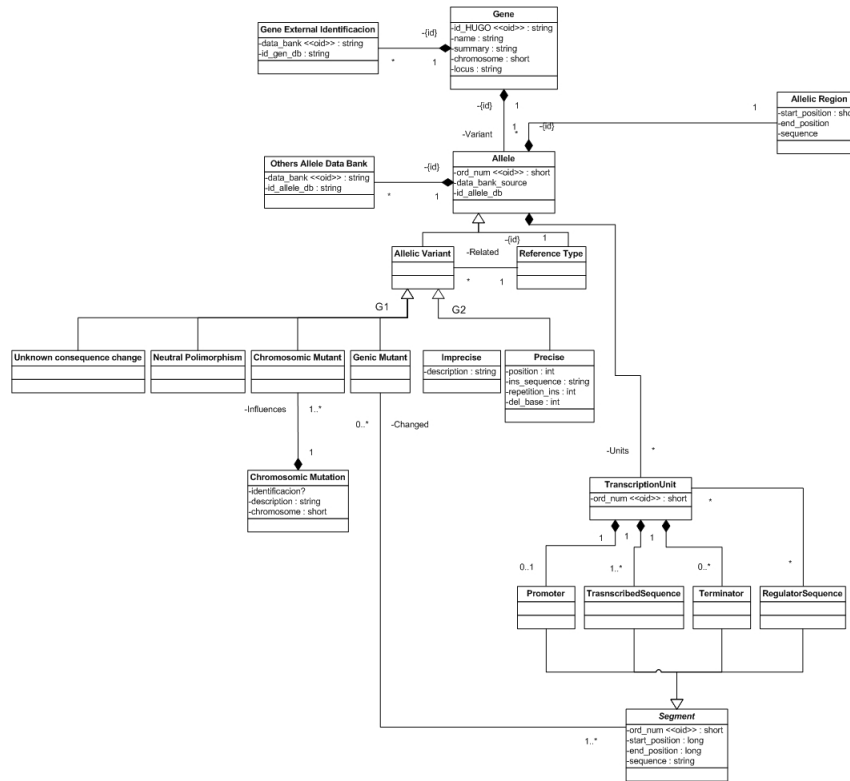 Gene
-id_HUGO <<oid>> : string
-name : string
-summary : string
-chromosome : short
-locus : string
Gene External Identificacion
-data_bank <<oid>> : string
-id_gen_db : string
-{id}
*
1
-{id}
1
1
-Variant
*
-{id}
1
Allelic Region
-start_position : sho
-end_position
-sequence
Allele
-ord_num <<oid>> : short
-data_bank_source
-id_allele_db
Others Allele Data Bank
-data_bank <<oid>> : string
-id_allele_db : string
-{id}
*
1
-{id}
1
Allelic Variant
-Related
*
1
Reference Type
G1
G2
Unknown consequence change
Neutral Polimorphism
Chromosomic Mutant
Genic Mutant
Imprecise
-description : string
Precise
-position : int
-ins_sequence : string
-repetition_ins : int
-del_base : int
-Influences
1..*
0..*
-Changed
1
-Units
*
Chromosomic Mutation
-identificacion?
-description : string
-chromosome : short
TranscriptionUnit
-ord_num <<oid>> : short
*
1
1
1
0..1
1..*
0..*
*
Promoter
TrasnscribedSequence
Terminator
RegulatorSequence
Segment
-ord_num <<oid>> : short
-start_position : long
-end_position : long
-sequence : string
1..*